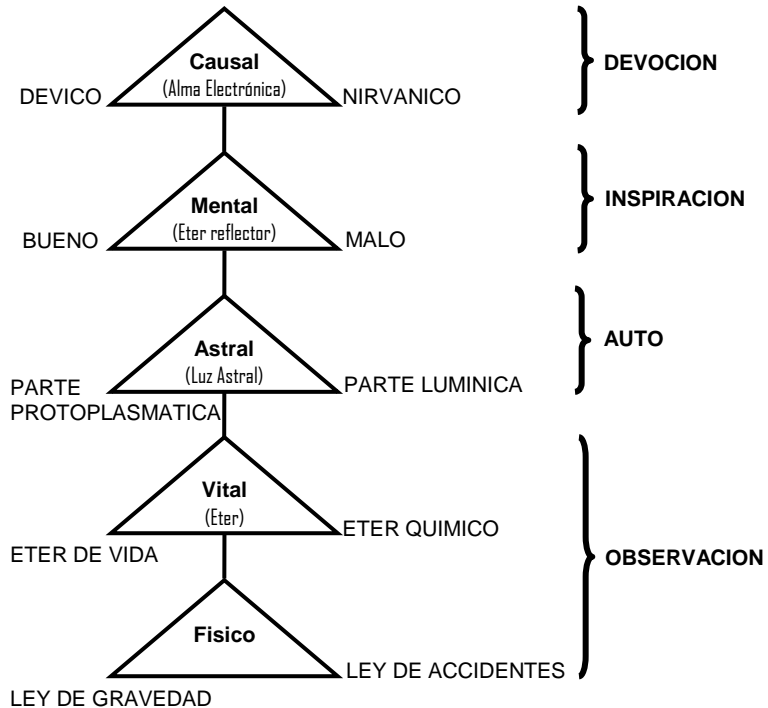 Causal
(Alma Electrónica)
DEVICO
NIRVANICO
DEVOCION
Mental
(Eter reflector)
BUENO
MALO
INSPIRACION
Astral
(Luz Astral)
PARTE
PROTOPLASMATICA
PARTE LUMINICA
AUTO
Vital
(Eter)
ETER DE VIDA
ETER QUIMICO
OBSERVACION
Fisico
LEY DE GRAVEDAD
LEY DE ACCIDENTES